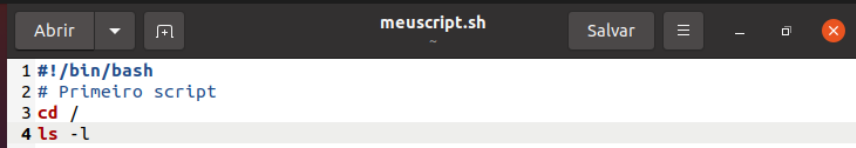 Abrir
meuscript.sh
~
Salvar
1 #!/bin/bash
2 # Primeiro script
3 cd /
4 ls -l